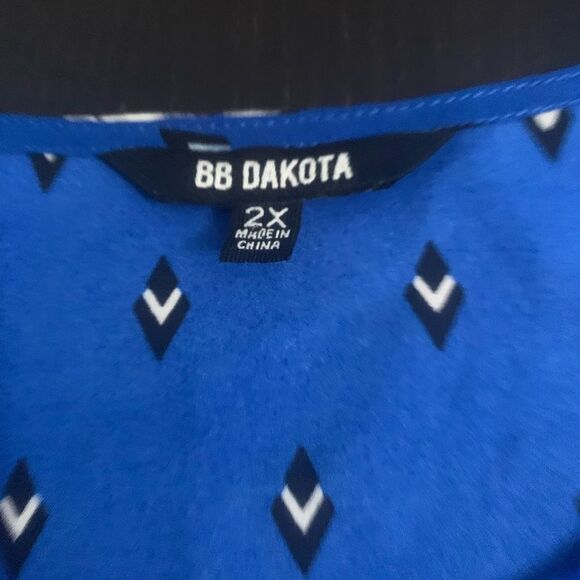 BB DAKOTA
2X
MADE IN
CHINA